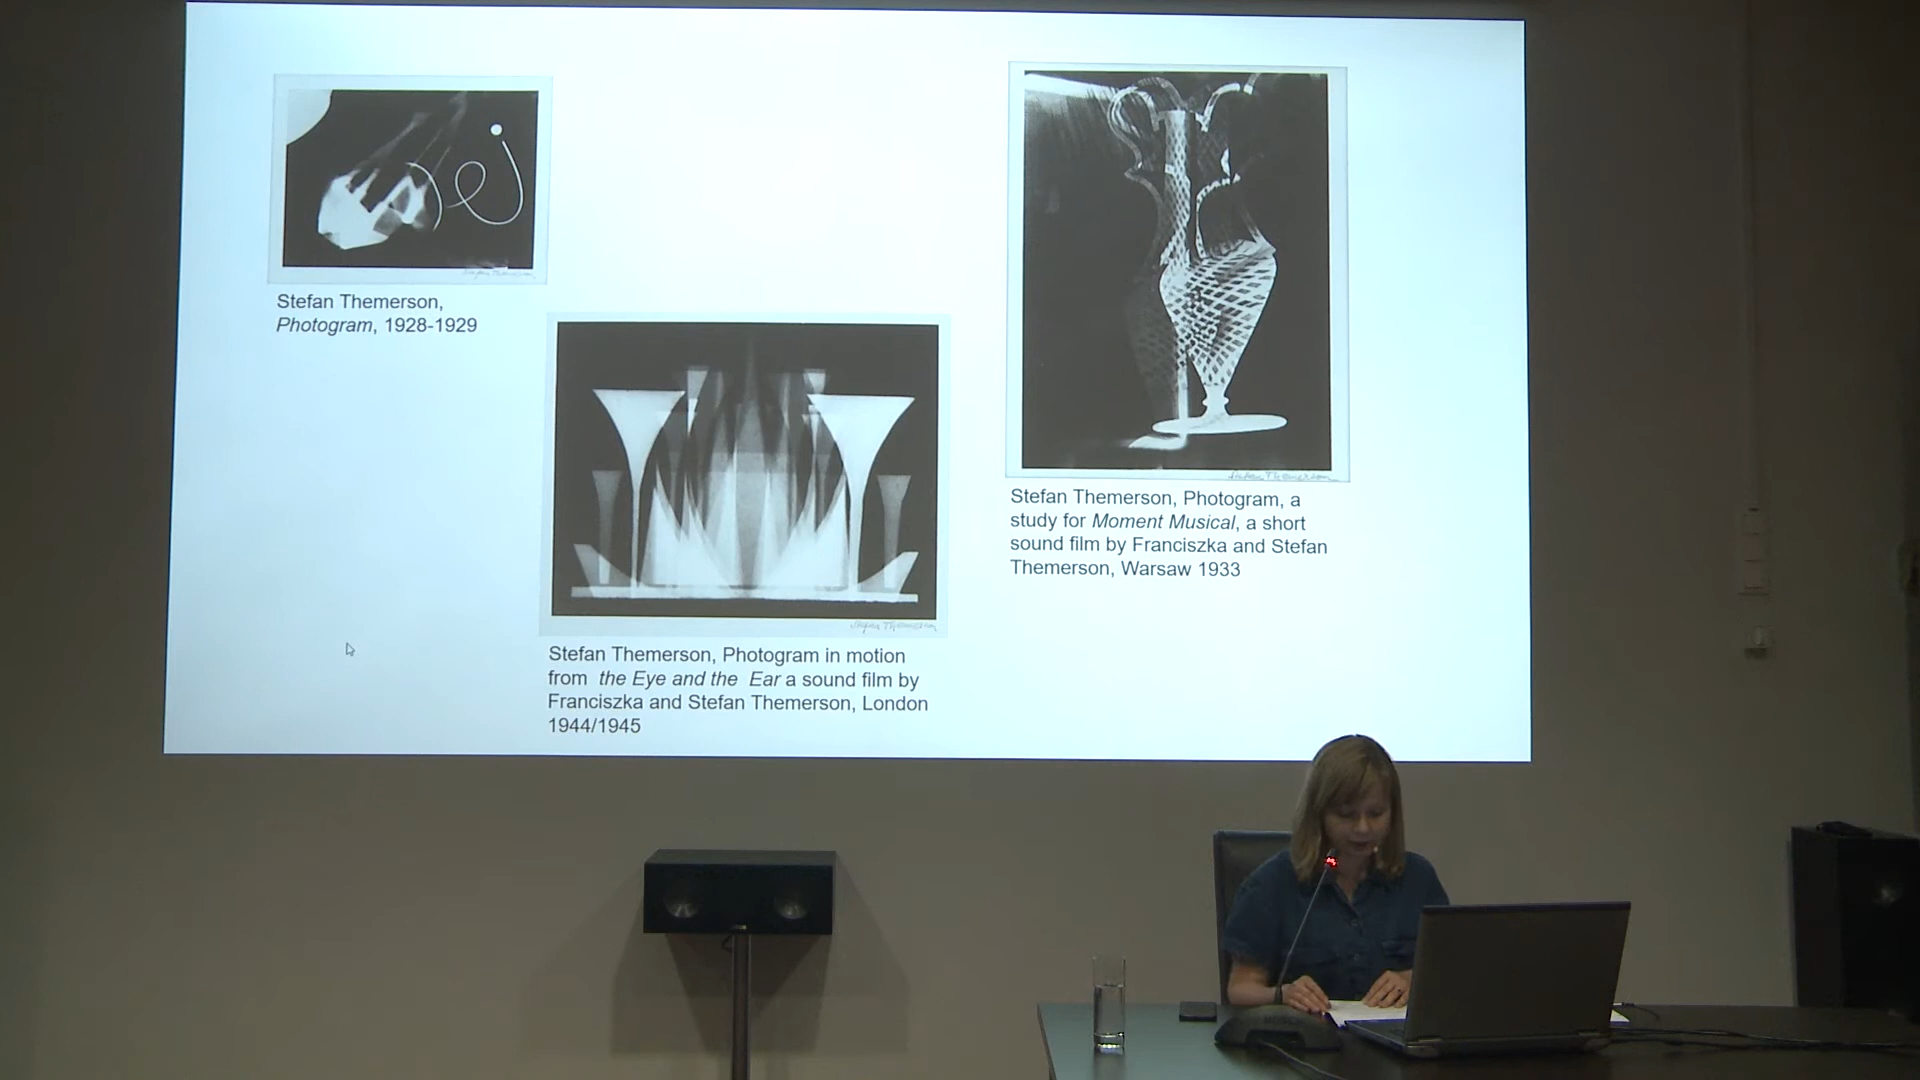 Stefan Themerson,
Photogram, 1928-1929
Stefan Themerson, Photogram in motion
from the Eye and the Ear a sound film by
Franciszka and Stefan Themerson, London
1944/1945
Stefan Themerson
Stefan Themerson, Photogram, a
study for Moment Musical, a short
sound film by Franciszka and Stefan
Themerson, Warsaw 1933